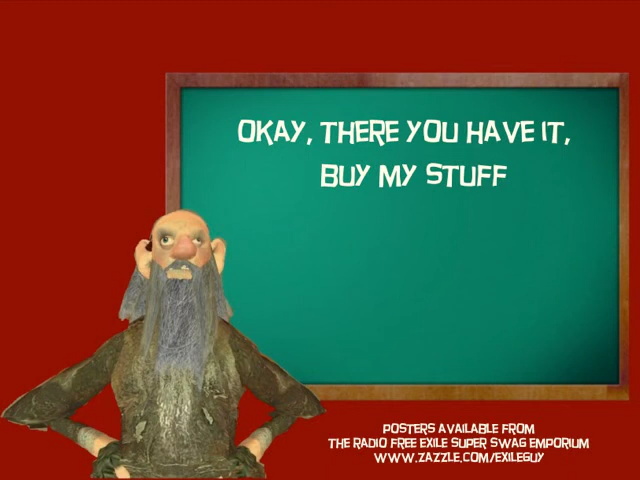 OKAY, THERE YOU HAVE IT,
BUY MY STUFF
POSTERS AVAILABLE FROM
THE RADIO FREE EXILE SUPER SWAG EMPORIUM
WWW.ZAZZLE.COM/EXILEGUY